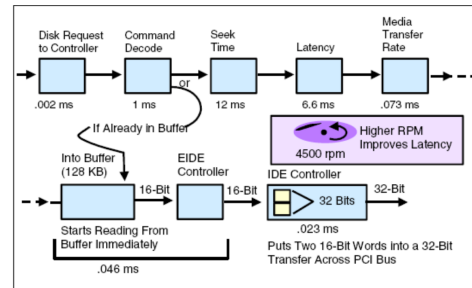 Disk Request
to Controller
Command
Decode
Seek
Time
Latency
Media
Transfer
Rate
or
.002 ms
1 ms
12 ms
6.6 ms
.073 ms
If Already in Buffer
Higher RPM
Improves Latency
4500 rpm
Into Buffer
(128 KB)
16-Bit
EIDE
Controller
16-Bit
IDE Controller
32 Bits
32-Bit
.023 ms
Starts Reading From
Buffer Immediately
.046 ms
Puts Two 16-Bit Words into a 32-Bit
Transfer Across PCI Bus